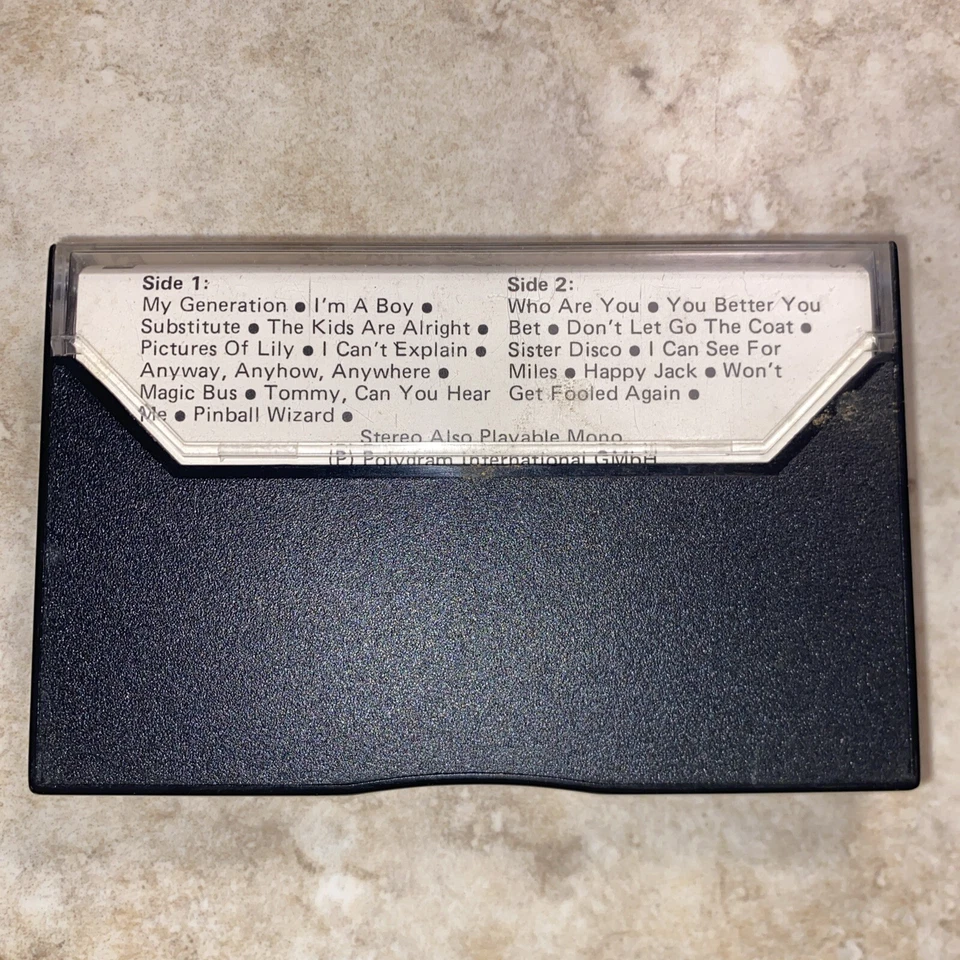 Side 1:
My Generation ● I'm A Boy ●
Substitute ● The Kids Are Alright ●
Pictures Of Lily ● I Can't Explain ●
Anyway, Anyhow, Anywhere ●
Magic Bus ● Tommy, Can You Hear
Me ● Pinball Wizard ●
Side 2:
Who Are You ● You Better You
Bet ● Don't Let Go The Coat ●
Sister Disco ● I Can See For
Miles ● Happy Jack ● Won't
Get Fooled Again ●
Stereo Also Playable Mono
(P) Polygram International GMbH